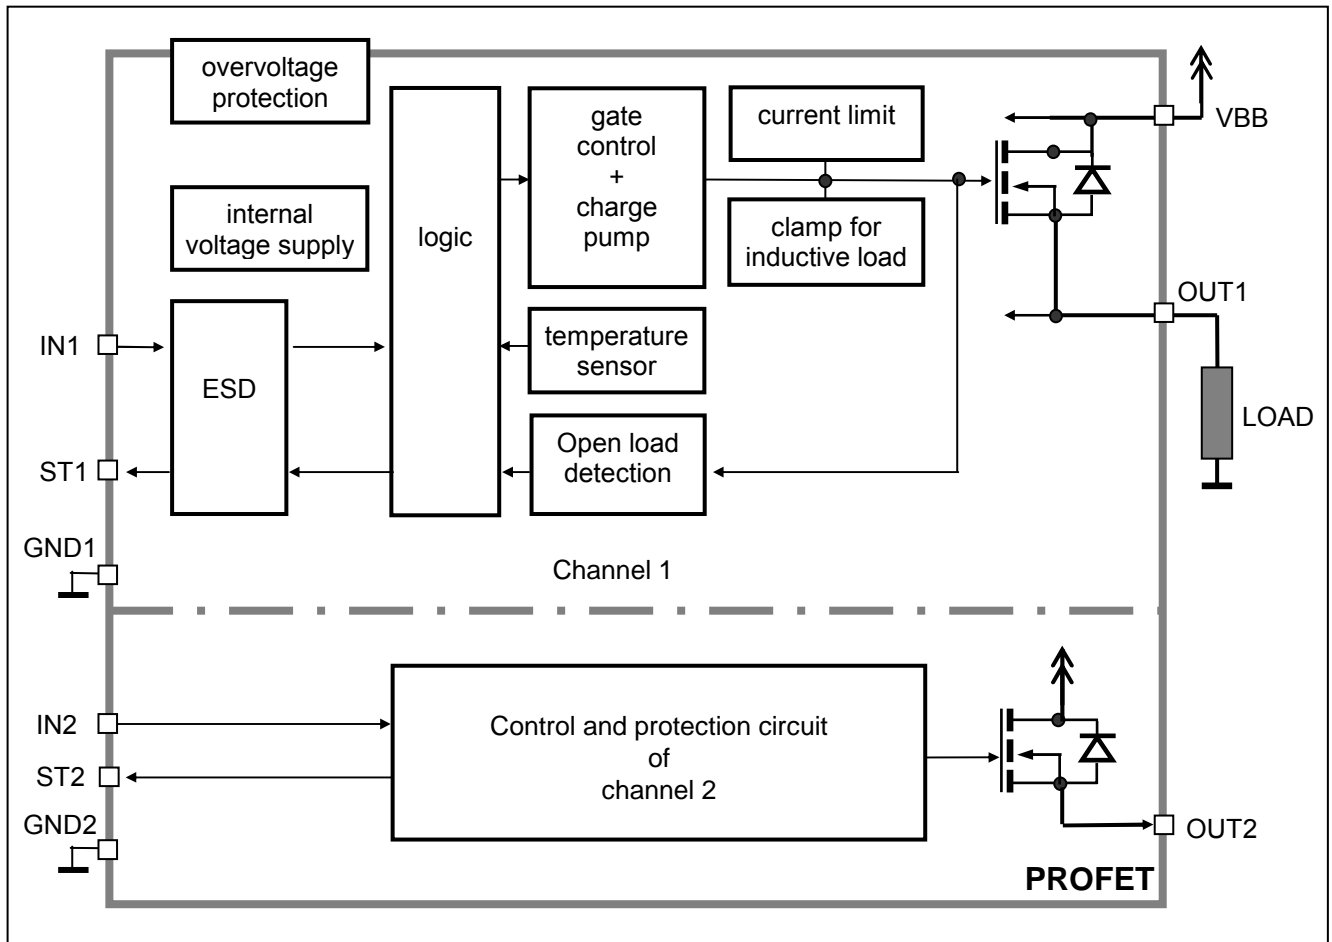 overvoltage
protection
gate
control
+
charge
pump
current limit
VBB
internal
voltage supply
logic
clamp for
inductive load
OUT1
IN1
ESD
temperature
sensor
LOAD
ST1
Open load
detection
GND1
Channel 1
IN2
ST2
Control and protection circuit
of
channel 2
GND2
OUT2
PROFET